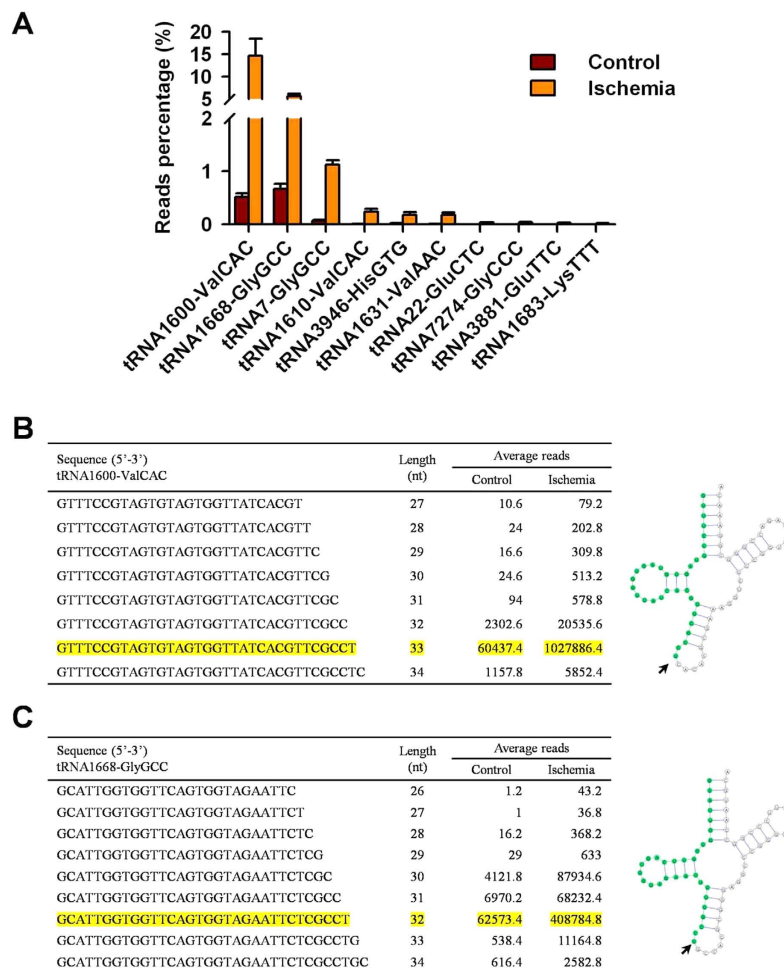 A
Reads percentage (%)
20
15
10
5
2
1
0
Control
Ischemia
tRNA1600-ValCAC
tRNA1668-GlyGCC
tRNA7-GlyGCC
tRNA1610-ValCAC
tRNA3946-HisGTG
tRNA1631-ValAAC
tRNA22-GluCTC
tRNA7274-GlyCCC
tRNA3881-GluTTC
tRNA1683-LysTTT
B
Sequence (5'-3') Length Average reads
tRNA1600-ValCAC (nt) Control Ischemia
GTTTCCGTAGTGTAGTGGTTATCACGT 27 10.6 79.2
GTTTCCGTAGTGTAGTGGTTATCACGTT 28 24 202.8
GTTTCCGTAGTGTAGTGGTTATCACGTTC 29 16.6 309.8
GTTTCCGTAGTGTAGTGGTTATCACGTTCG 30 24.6 513.2
GTTTCCGTAGTGTAGTGGTTATCACGTTCGC 31 94 578.8
GTTTCCGTAGTGTAGTGGTTATCACGTTCGCC 32 2302.6 20535.6
GTTTCCGTAGTGTAGTGGTTATCACGTTCGCCT 33 60437.4 1027886.4
GTTTCCGTAGTGTAGTGGTTATCACGTTCGCCTC 34 1157.8 5852.4
C
Sequence (5'-3') Length Average reads
tRNA1668-GlyGCC (nt) Control Ischemia
GCATTGGTGGTTCAGTGGTAGAATTC 26 1.2 43.2
GCATTGGTGGTTCAGTGGTAGAATTCT 27 1 36.8
GCATTGGTGGTTCAGTGGTAGAATTCTC 28 16.2 368.2
GCATTGGTGGTTCAGTGGTAGAATTCTCG 29 29 633
GCATTGGTGGTTCAGTGGTAGAATTCTCGC 30 4121.8 87934.6
GCATTGGTGGTTCAGTGGTAGAATTCTCGCC 31 6970.2 68232.4
GCATTGGTGGTTCAGTGGTAGAATTCTCGCCT 32 62573.4 408784.8
GCATTGGTGGTTCAGTGGTAGAATTCTCGCCTG 33 538.4 11164.8
GCATTGGTGGTTCAGTGGTAGAATTCTCGCCTGC 34 616.4 2582.8